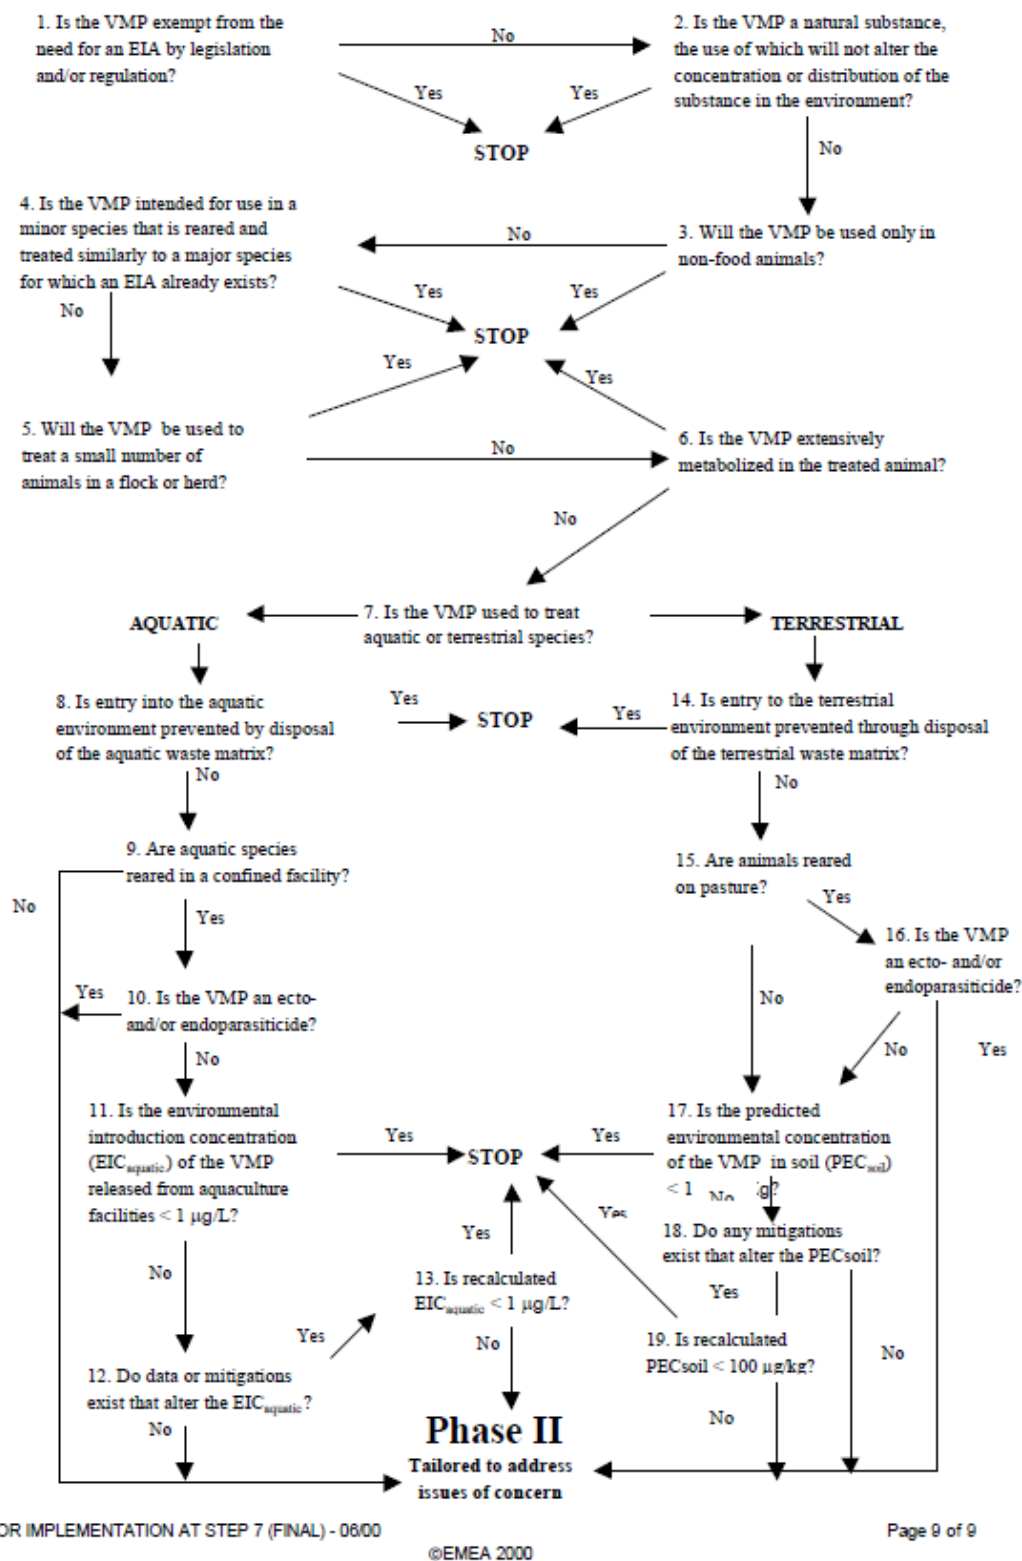 1. Is the VMP exempt from the
need for an EIA by legislation
and/or regulation?
No
2. Is the VMP a natural substance,
the use of which will not alter the
concentration or distribution of the
substance in the environment?
Yes
Yes
STOP
No
4. Is the VMP intended for use in a
minor species that is reared and
treated similarly to a major species
for which an EIA already exists?
No
3. Will the VMP be used only in
non-food animals?
Yes
Yes
No
STOP
Yes
Yes
5. Will the VMP be used to
treat a small number of
animals in a flock or herd?
No
6. Is the VMP extensively
metabolized in the treated animal?
No
AQUATIC
7. Is the VMP used to treat
aquatic or terrestrial species?
TERRESTRIAL
8. Is entry into the aquatic
environment prevented by disposal
of the aquatic waste matrix?
Yes
STOP
Yes
14. Is entry to the terrestrial
environment prevented through disposal
of the terrestrial waste matrix?
No
No
9. Are aquatic species
reared in a confined facility?
15. Are animals reared
on pasture?
No
Yes
Yes
16. Is the VMP
an ecto- and/or
endoparasiticide?
Yes
10. Is the VMP an ecto-
and/or endoparasiticide?
No
No
No
Yes
11. Is the environmental
introduction concentration
(EICaquatic) of the VMP
released from aquaculture
facilities < 1 μg/L?
Yes
STOP
Yes
17. Is the predicted
environmental concentration
of the VMP in soil (PECsoil)
< 1 g?
No
Yes
Yes
18. Do any mitigations
exist that alter the PECsoil?
No
13. Is recalculated
EICaquatic < 1 μg/L?
Yes
Yes
No
19. Is recalculated
PECsoil < 100 μg/kg?
No
12. Do data or mitigations
exist that alter the EICaquatic?
No
No
Phase II
Tailored to address
issues of concern
OR IMPLEMENTATION AT STEP 7 (FINAL) - 06/00
Page 9 of 9
©EMEA 2000